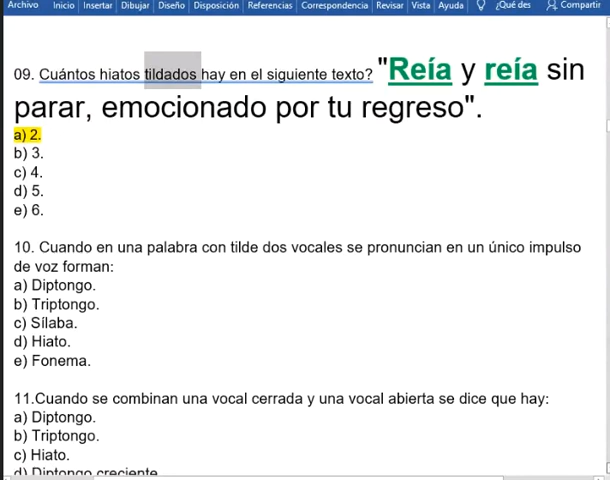 Archivo Inicio Insertar Dibujar Diseño Disposición Referencias Correspondencia Revisar Vista Ayuda ¿Qué des Compartir
09. Cuántos hiatos tildados hay en el siguiente texto? "Reía y reía sin
parar, emocionado por tu regreso".
a) 2.
b) 3.
c) 4.
d) 5.
e) 6.
10. Cuando en una palabra con tilde dos vocales se pronuncian en un único impulso
de voz forman:
a) Diptongo.
b) Triptongo.
c) Sílaba.
d) Hiato.
e) Fonema.
11.Cuando se combinan una vocal cerrada y una vocal abierta se dice que hay:
a) Diptongo.
b) Triptongo.
c) Hiato.
d) Diptongo creciente